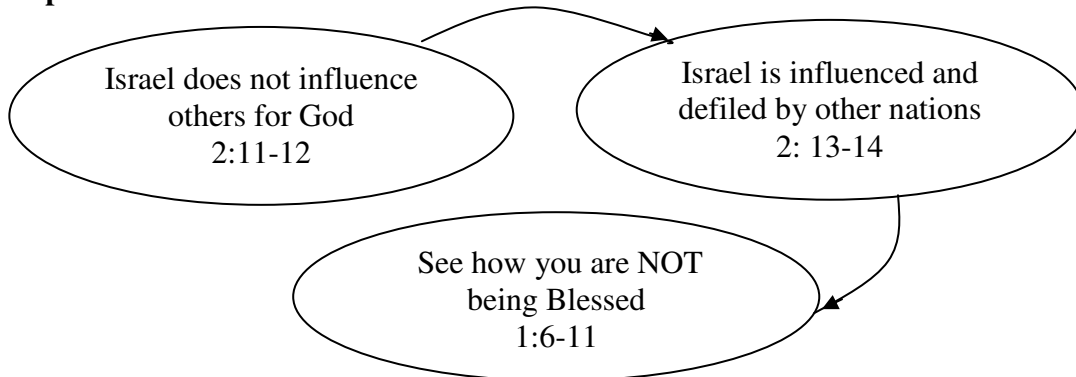 Israel does not influence
others for God
2:11-12
Israel is influenced and
defiled by other nations
2: 13-14
See how you are NOT
being Blessed
1:6-11